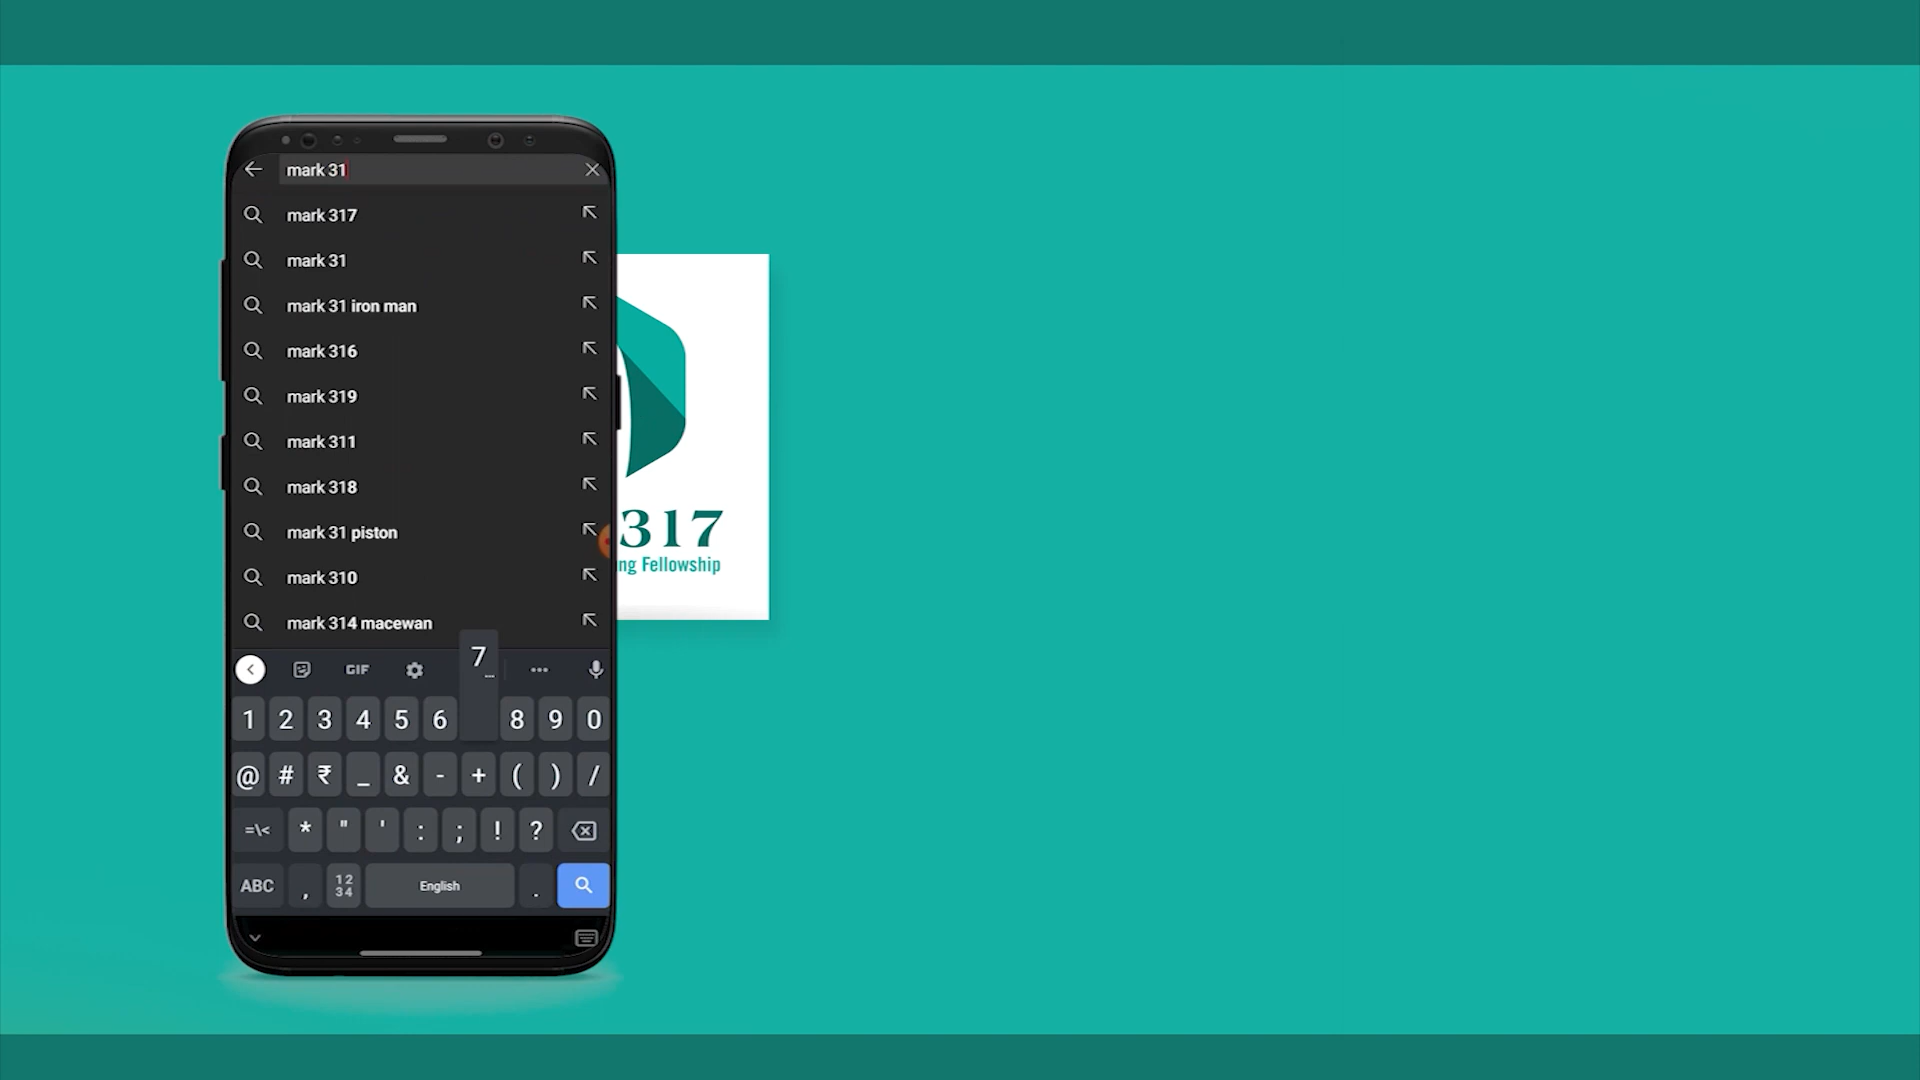 mark 31
mark 317
mark 31
mark 31 iron man
mark 316
mark 319
mark 311
mark 318
mark 31 piston
mark 310
mark 314 macewan
317
ng Fellowship
GIF
7
...
1 2 3 4 5 6 8 9 0
@ # ₹ _ & - + ( ) /
=\< * " ' : ; ! ?
ABC , 12 34 English .